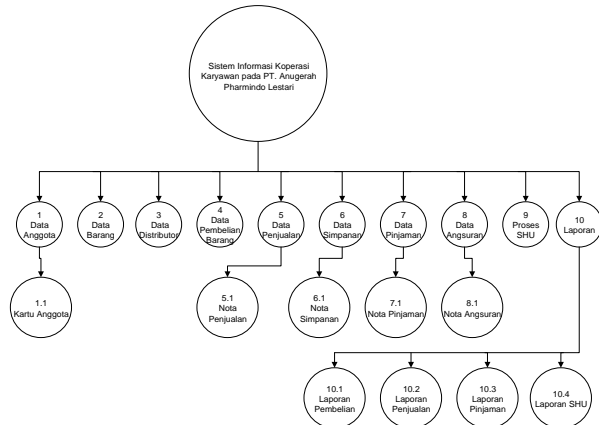 Sistem Informasi Koperasi
Karyawan pada PT. Anugerah
Pharmindo Lestari
1
Data
Anggota
2
Data
Barang
3
Data
Distributor
4
Data
Pembelian
Barang
5
Data
Penjualan
6
Data
Simpanan
7
Data
Pinjaman
8
Data
Angsuran
9
Proses
SHU
10
Laporan
1.1
Kartu Anggota
5.1
Nota
Penjualan
6.1
Nota
Simpanan
7.1
Nota Pinjaman
8.1
Nota Angsuran
10.1
Laporan
Pembelian
10.2
Laporan
Penjualan
10.3
Laporan
Pinjaman
10.4
Laporan SHU